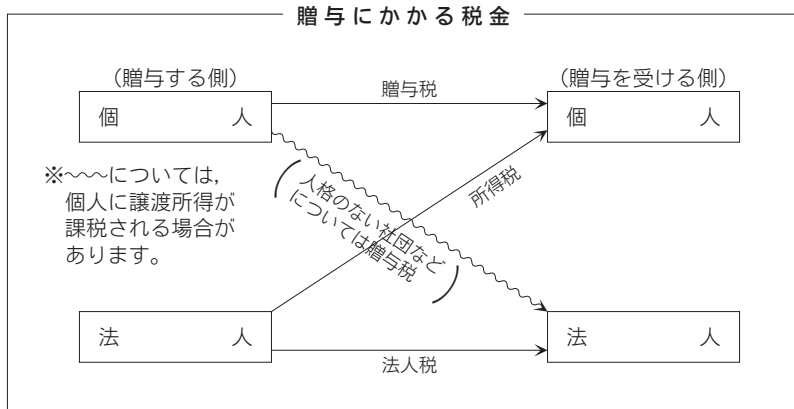 贈与にかかる税金
(贈与する側)
(贈与を受ける側)
個人
贈与税
個人
※〰〰については,
個人に譲渡所得が
課税される場合が
あります。
(人格のない社団など
については贈与税)
所得税
法人
法人税
法人